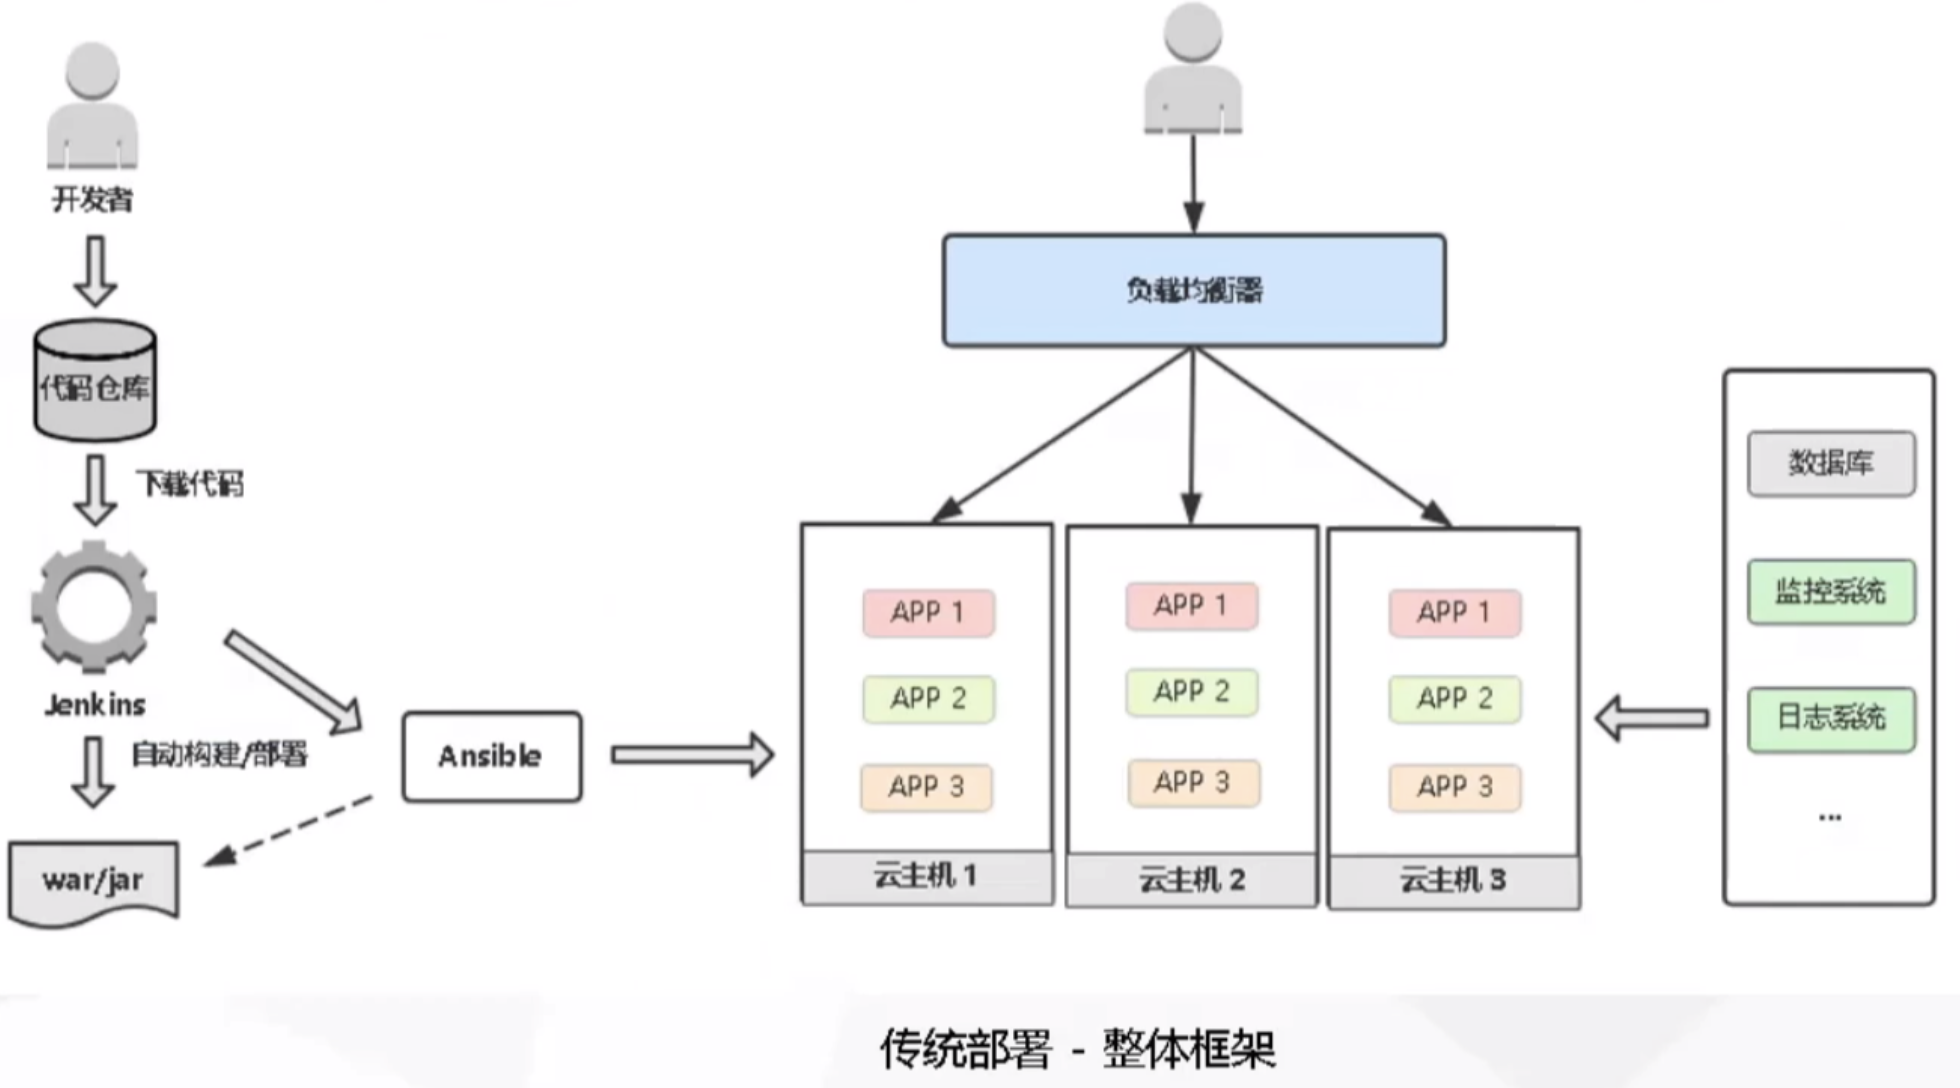 开发者
代码仓库
下载代码
Jenkins
自动构建/部署
war/jar
Ansible
负载均衡器
APP 1
APP 2
APP 3
云主机 1
APP 1
APP 2
APP 3
云主机 2
APP 1
APP 2
APP 3
云主机 3
数据库
监控系统
日志系统
...
传统部署 - 整体框架